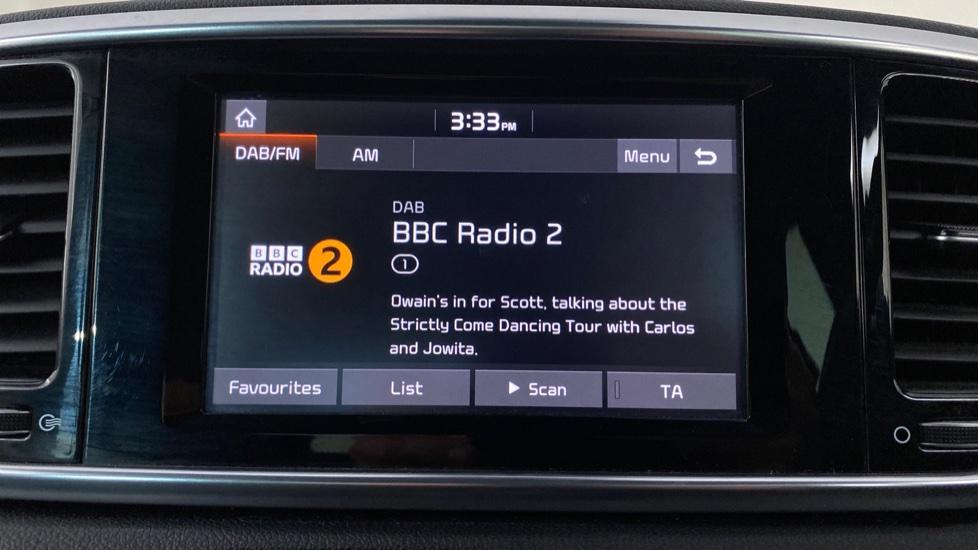 3:33PM
DAB/FM AM Menu
DAB
BBC Radio 2
BBC
RADIO 2
1
Owain's in for Scott, talking about the
Strictly Come Dancing Tour with Carlos
and Jowita.
Favourites List Scan TA